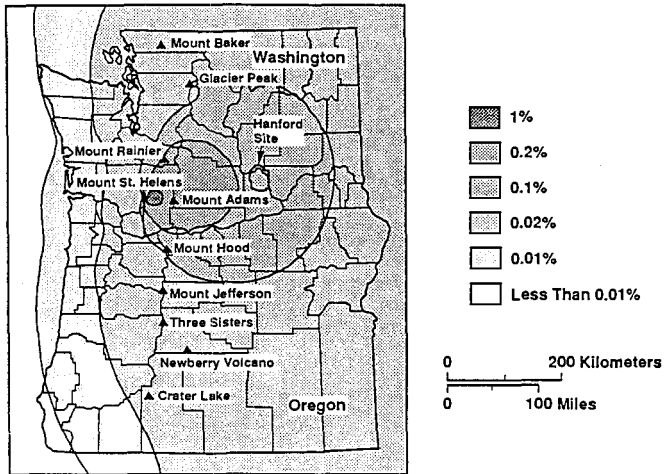 Mount Baker
Washington
Glacier Peak
Hanford
Site
Mount Rainier
Mount St. Helens
Mount Adams
Mount Hood
Mount Jefferson
Three Sisters
Newberry Volcano
Crater Lake
Oregon
1%
0.2%
0.1%
0.02%
0.01%
Less Than 0.01%
0 200 Kilometers
0 100 Miles